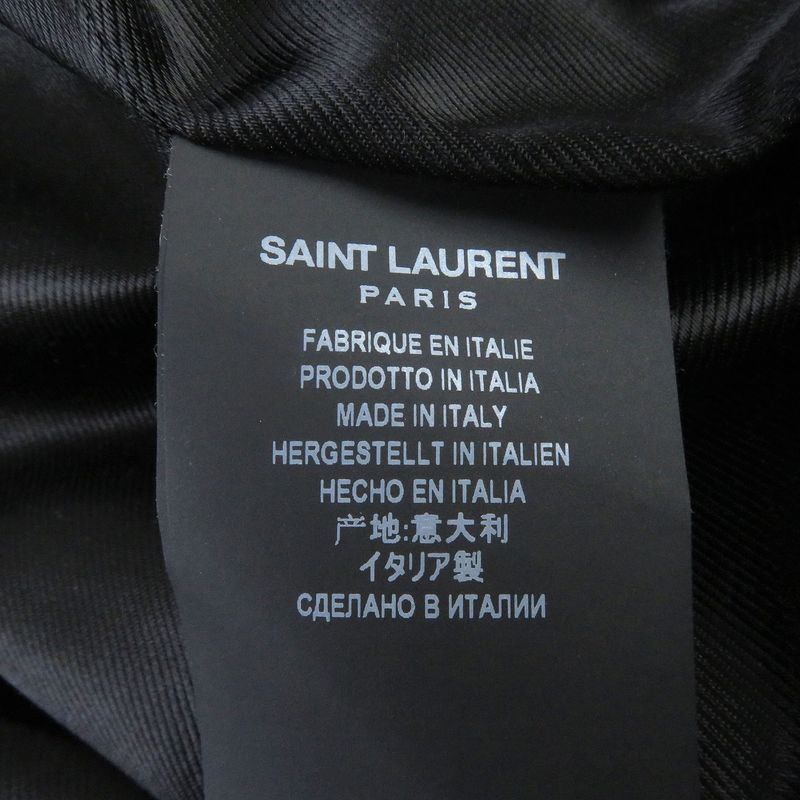 SAINT LAURENT
PARIS
FABRIQUE EN ITALIE
PRODOTTO IN ITALIA
MADE IN ITALY
HERGESTELLT IN ITALIEN
HECHO EN ITALIA
产地:意大利
イタリア製
СДЕЛАНО В ИТАЛИИ